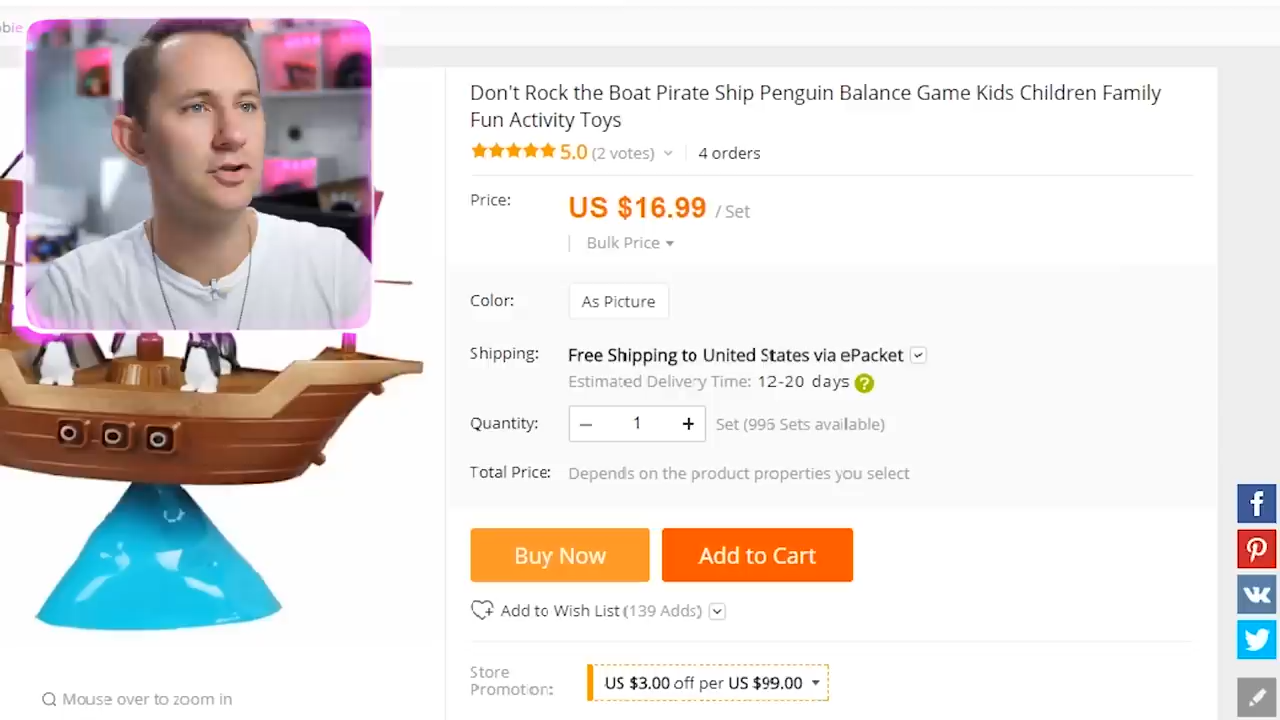 bie
Don't Rock the Boat Pirate Ship Penguin Balance Game Kids Children Family
Fun Activity Toys
5.0 (2 votes) 4 orders
Price: US $16.99 / Set
Bulk Price
Color: As Picture
Shipping: Free Shipping to United States via ePacket
Estimated Delivery Time: 12-20 days
Quantity: 1 Set (996 Sets available)
Total Price: Depends on the product properties you select
Buy Now Add to Cart
Add to Wish List (139 Adds)
Store
Promotion: US $3.00 off per US $99.00
Mouse over to zoom in